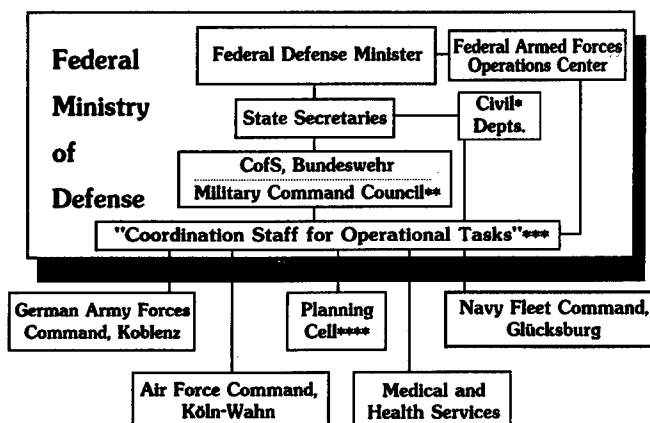 Federal
Ministry
of
Defense
Federal Defense Minister
Federal Armed Forces
Operations Center
State Secretaries
Civil*
Depts.
CofS, Bundeswehr
Military Command Council**
"Coordination Staff for Operational Tasks"***
German Army Forces
Command, Koblenz
Planning
Cell****
Navy Fleet Command,
Glücksburg
Air Force Command,
Köln-Wahn
Medical and
Health Services